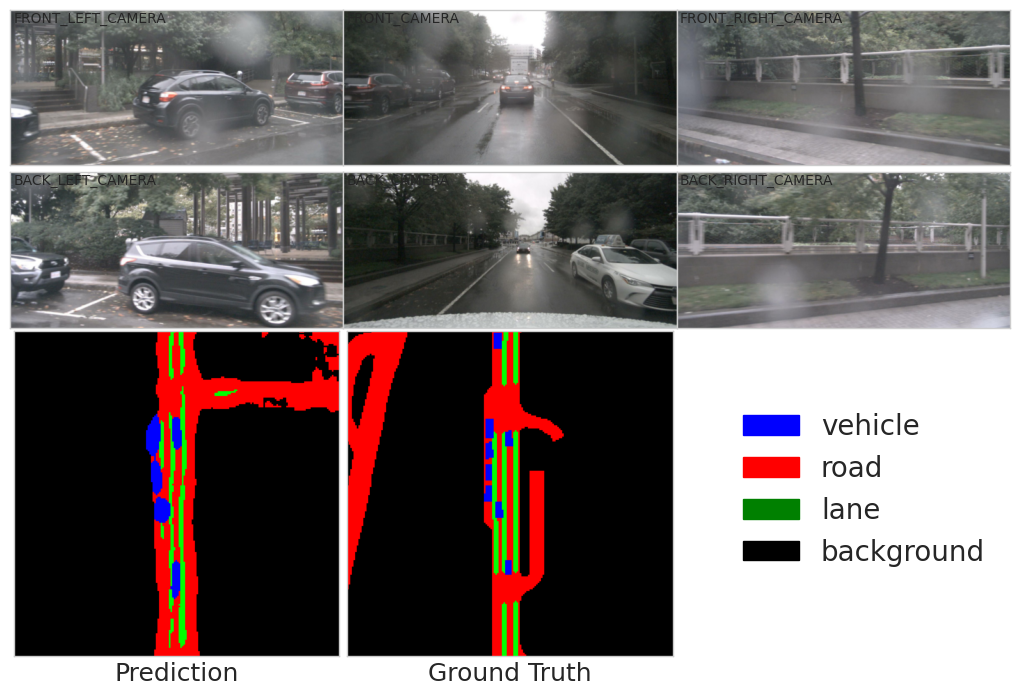 FRONT_LEFT_CAMERA
FRONT_CAMERA
FRONT_RIGHT_CAMERA
BACK_LEFT_CAMERA
BACK_CAMERA
BACK_RIGHT_CAMERA
vehicle
road
lane
background
Prediction
Ground Truth